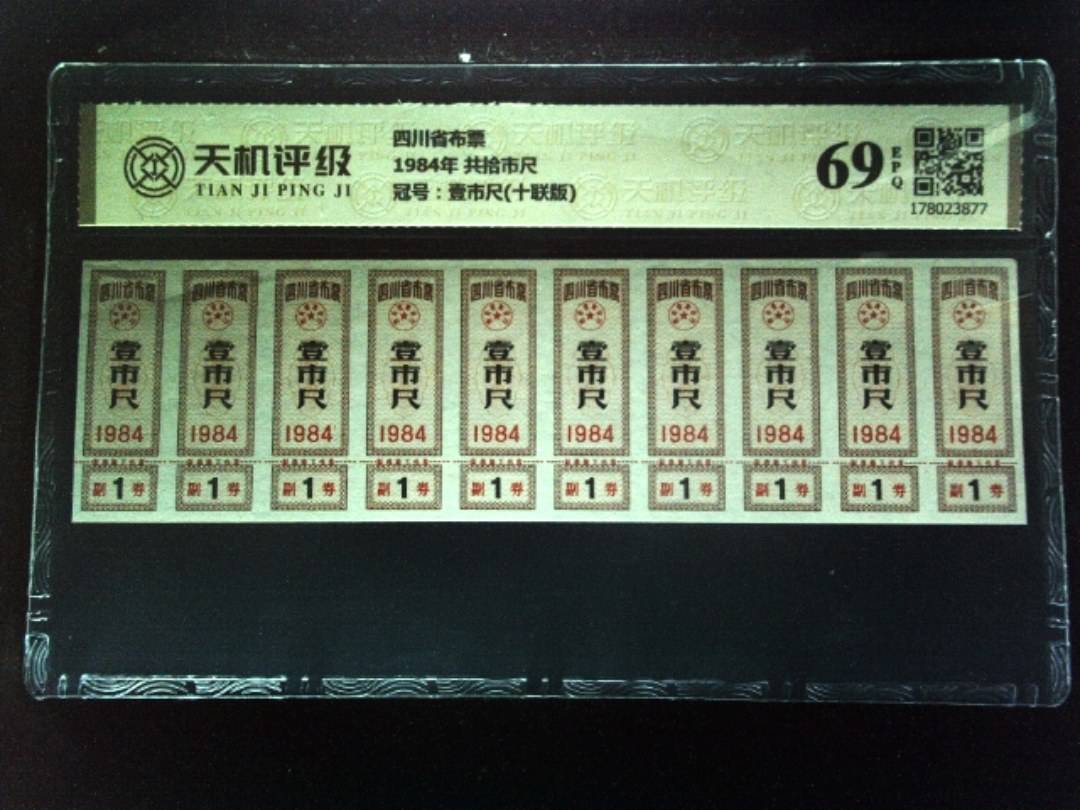 天机评级
TIAN JI PING JI
四川省布票
1984年 共拾市尺
冠号：壹市尺(十联版)
69
EPQ
178023877
四川省布票 四川省布票 四川省布票 四川省布票 四川省布票 四川省布票 四川省布票 四川省布票 四川省布票 四川省布票
壹市尺 壹市尺 壹市尺 壹市尺 壹市尺 壹市尺 壹市尺 壹市尺 壹市尺 壹市尺
1984 1984 1984 1984 1984 1984 1984 1984 1984 1984
副1券 副1券 副1券 副1券 副1券 副1券 副1券 副1券 副1券 副1券